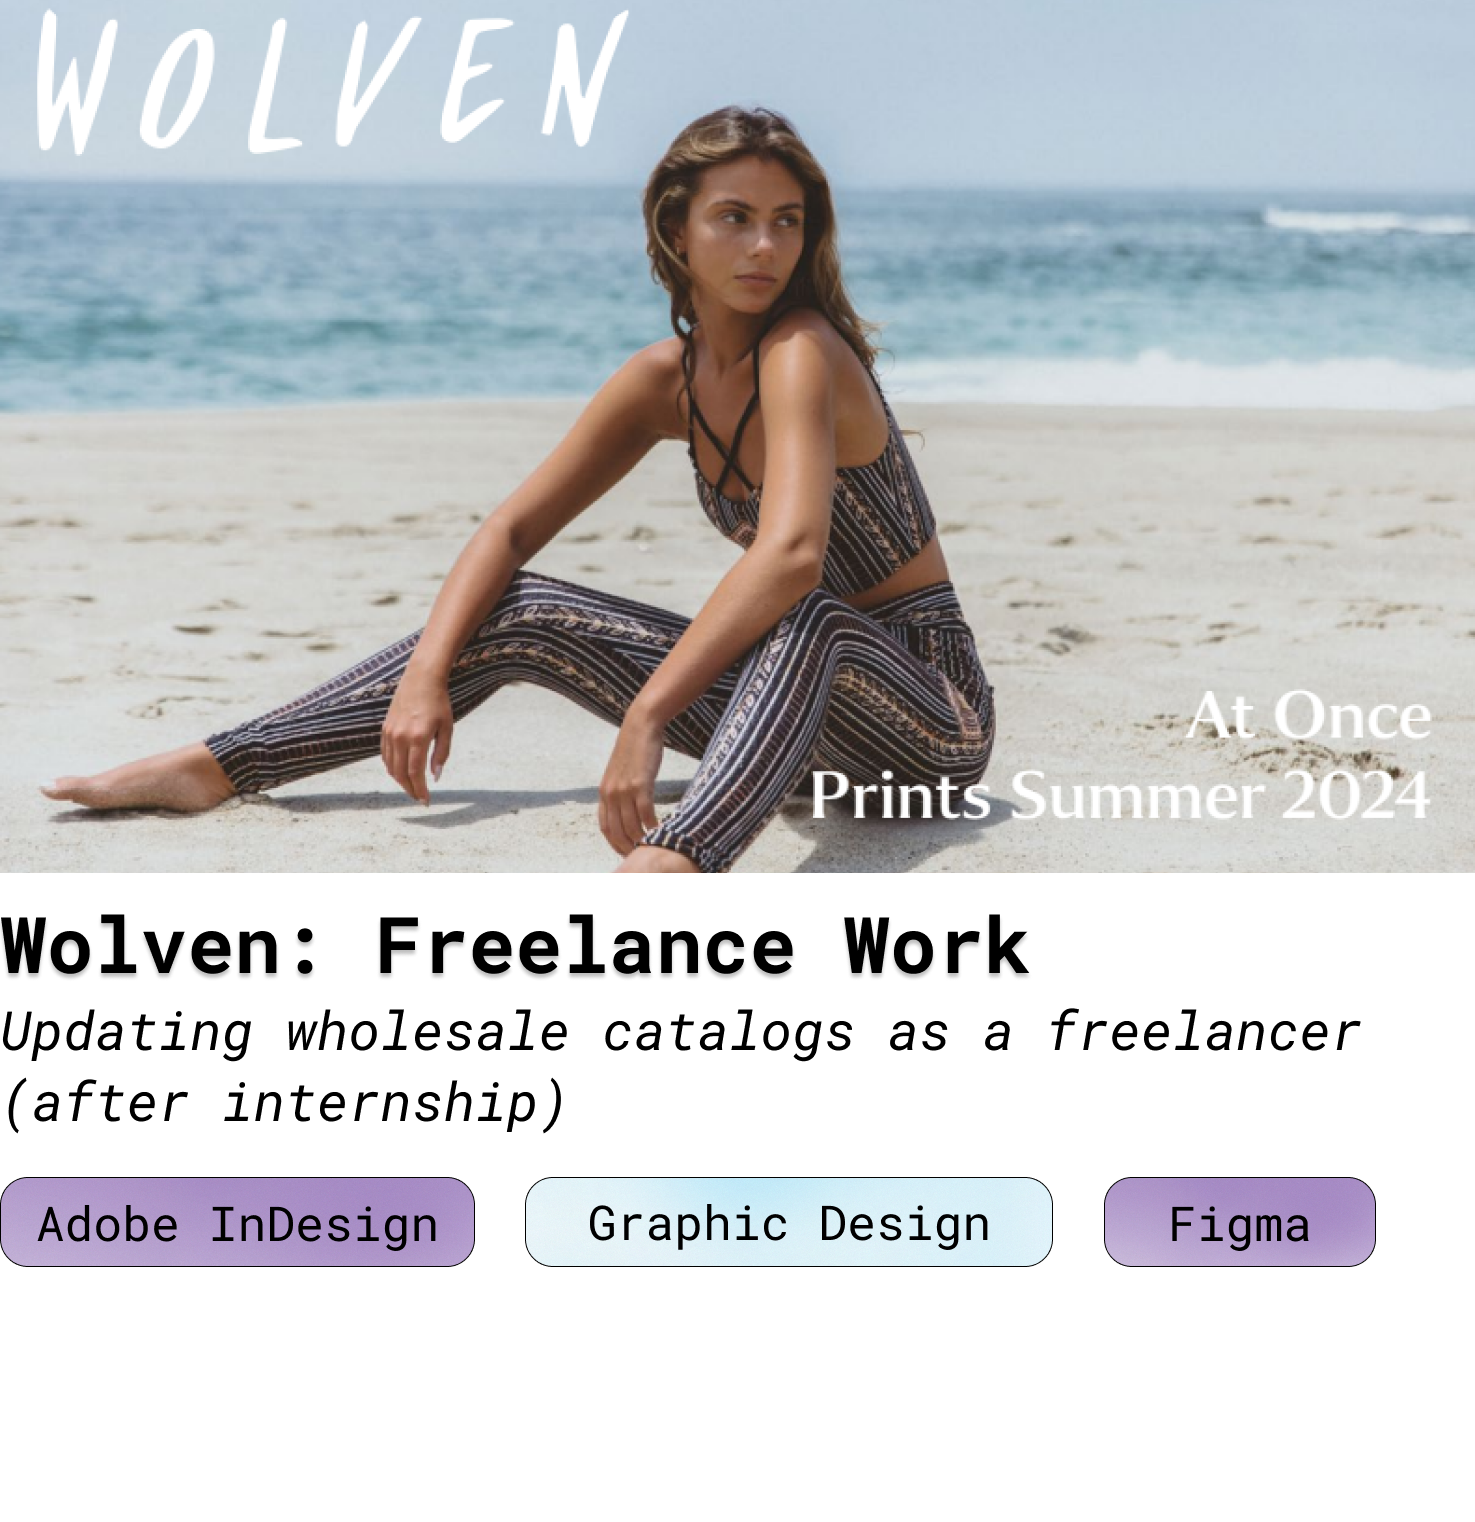 WOLVEN
At Once
Prints Summer 2024
Wolven: Freelance Work
Updating wholesale catalogs as a freelancer
(after internship)
Adobe InDesign
Graphic Design
Figma